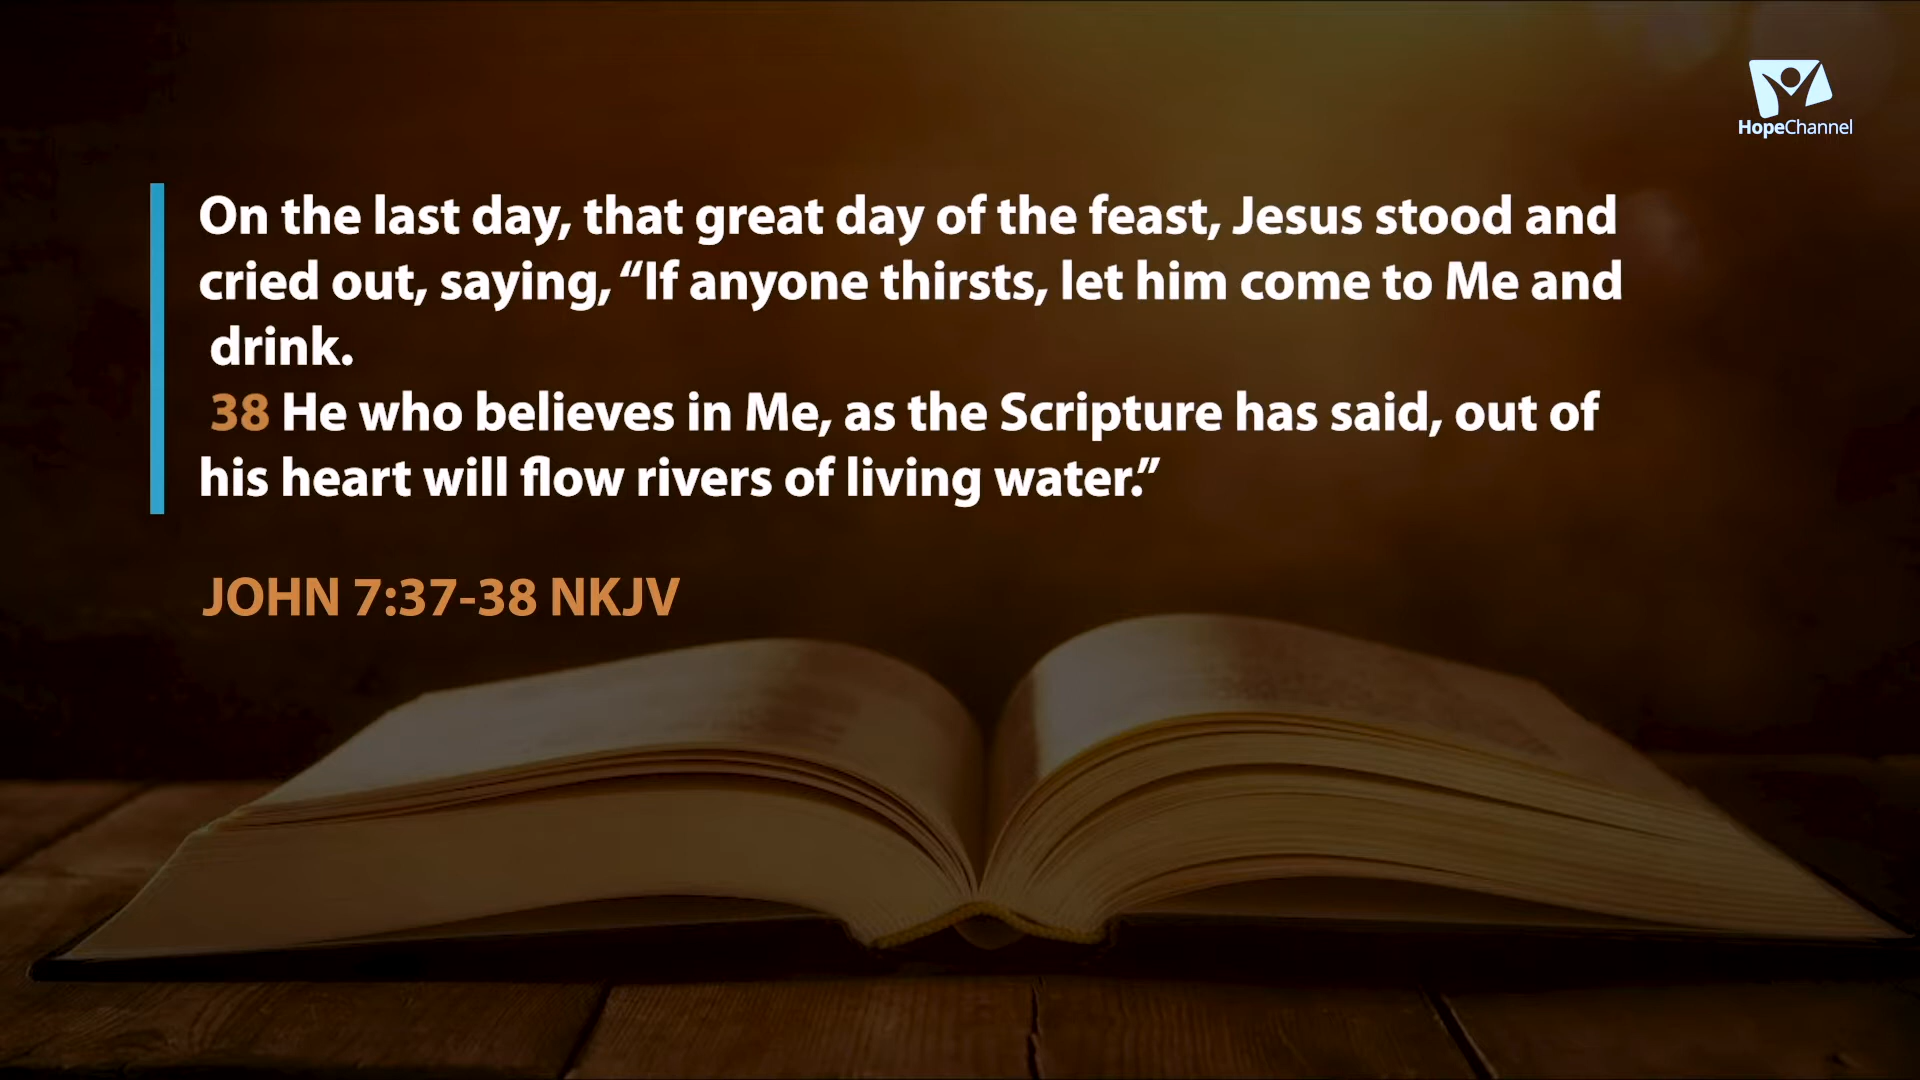 HopeChannel
On the last day, that great day of the feast, Jesus stood and
cried out, saying, “If anyone thirsts, let him come to Me and
drink.
38 He who believes in Me, as the Scripture has said, out of
his heart will flow rivers of living water.”
JOHN 7:37-38 NKJV